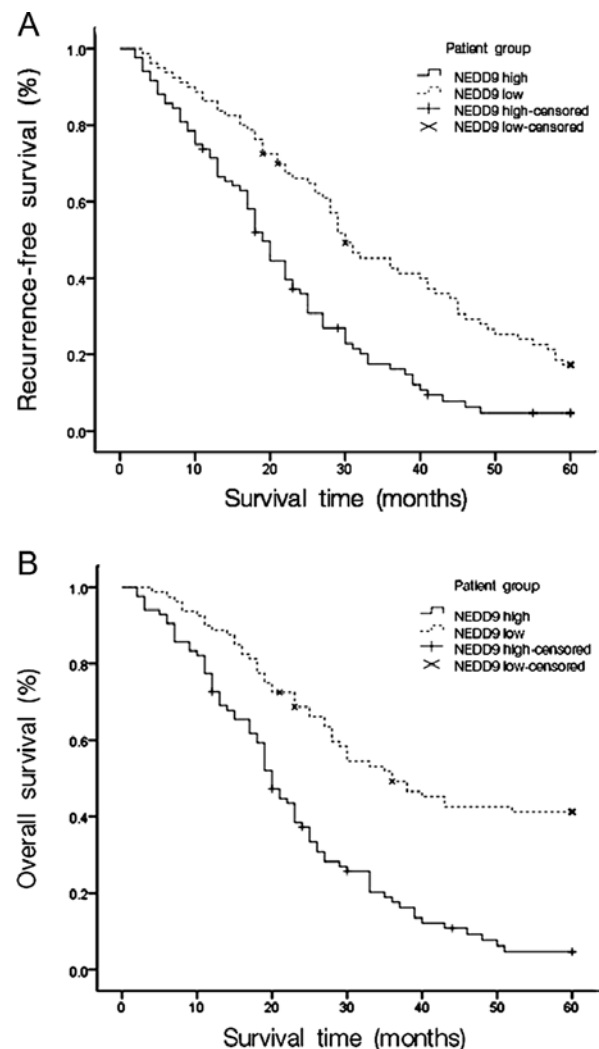 A
Patient group
NEDD9 high
NEDD9 low
NEDD9 high-censored
NEDD9 low-censored
Recurrence-free survival (%)
1.0
0.8
0.6
0.4
0.2
0.0
0 10 20 30 40 50 60
Survival time (months)
B
Patient group
NEDD9 high
NEDD9 low
NEDD9 high-censored
NEDD9 low-censored
Overall survival (%)
1.0
0.8
0.6
0.4
0.2
0.0
0 10 20 30 40 50 60
Survival time (months)